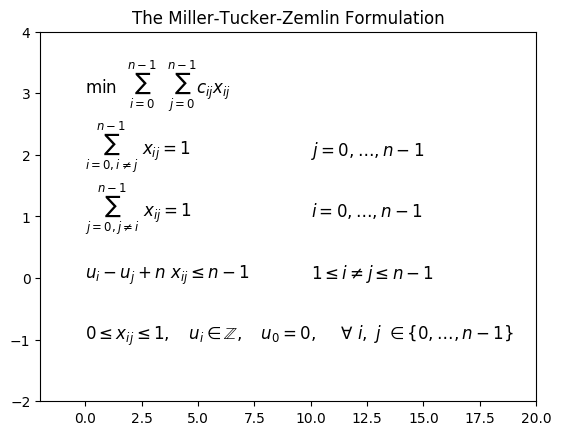 The Miller-Tucker-Zemlin Formulation
4
3
2
1
0
−1
−2
min ∑_{i=0}^{n−1} ∑_{j=0}^{n−1} c_{ij}x_{ij}
∑_{i=0,i≠j}^{n−1} x_{ij} = 1 j = 0, …, n − 1
∑_{j=0,j≠i}^{n−1} x_{ij} = 1 i = 0, …, n − 1
u_i − u_j + n x_{ij} ≤ n − 1 1 ≤ i ≠ j ≤ n − 1
0 ≤ x_{ij} ≤ 1, u_i ∈ ℤ, u_0 = 0, ∀ i, j ∈ {0, …, n − 1}
0.0 2.5 5.0 7.5 10.0 12.5 15.0 17.5 20.0